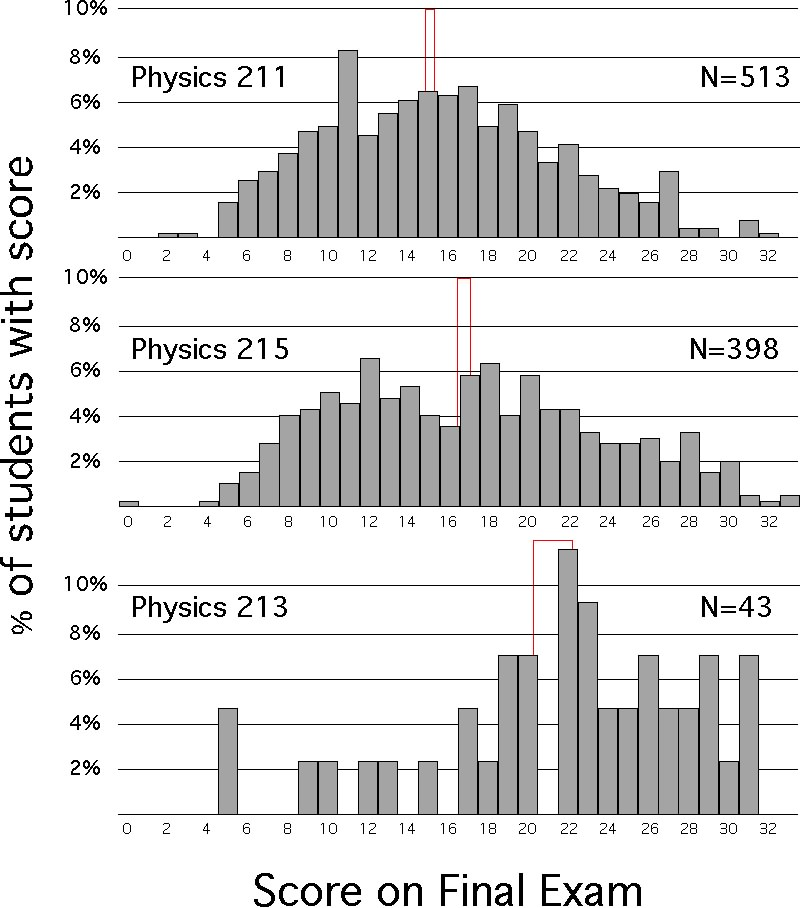 % of students with score
10%
8%
Physics 211 N=513
6%
4%
2%
0 2 4 6 8 10 12 14 16 18 20 22 24 26 28 30 32
10%
8%
Physics 215 N=398
6%
4%
2%
0 2 4 6 8 10 12 14 16 18 20 22 24 26 28 30 32
10%
Physics 213 N=43
8%
6%
4%
2%
0 2 4 6 8 10 12 14 16 18 20 22 24 26 28 30 32
Score on Final Exam